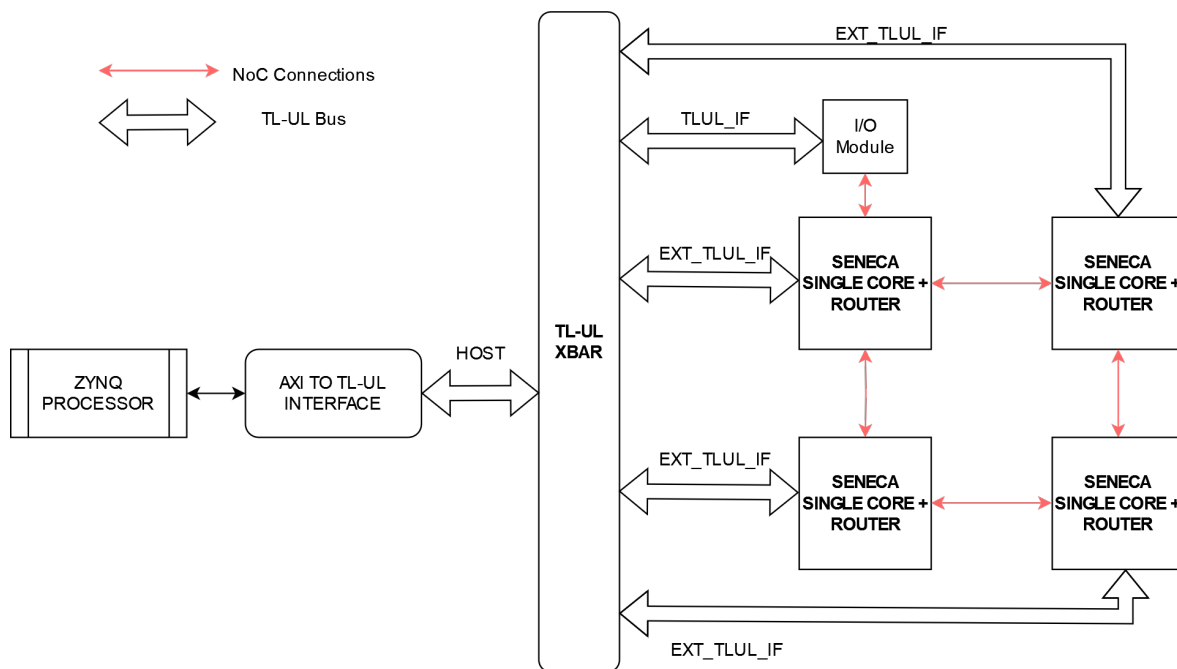 EXT_TLUL_IF
NoC Connections
TL-UL Bus
TLUL_IF
I/O
Module
EXT_TLUL_IF
SENECA
SINGLE CORE +
ROUTER
SENECA
SINGLE CORE +
ROUTER
TL-UL
XBAR
HOST
ZYNQ
PROCESSOR
AXI TO TL-UL
INTERFACE
EXT_TLUL_IF
SENECA
SINGLE CORE +
ROUTER
SENECA
SINGLE CORE +
ROUTER
EXT_TLUL_IF